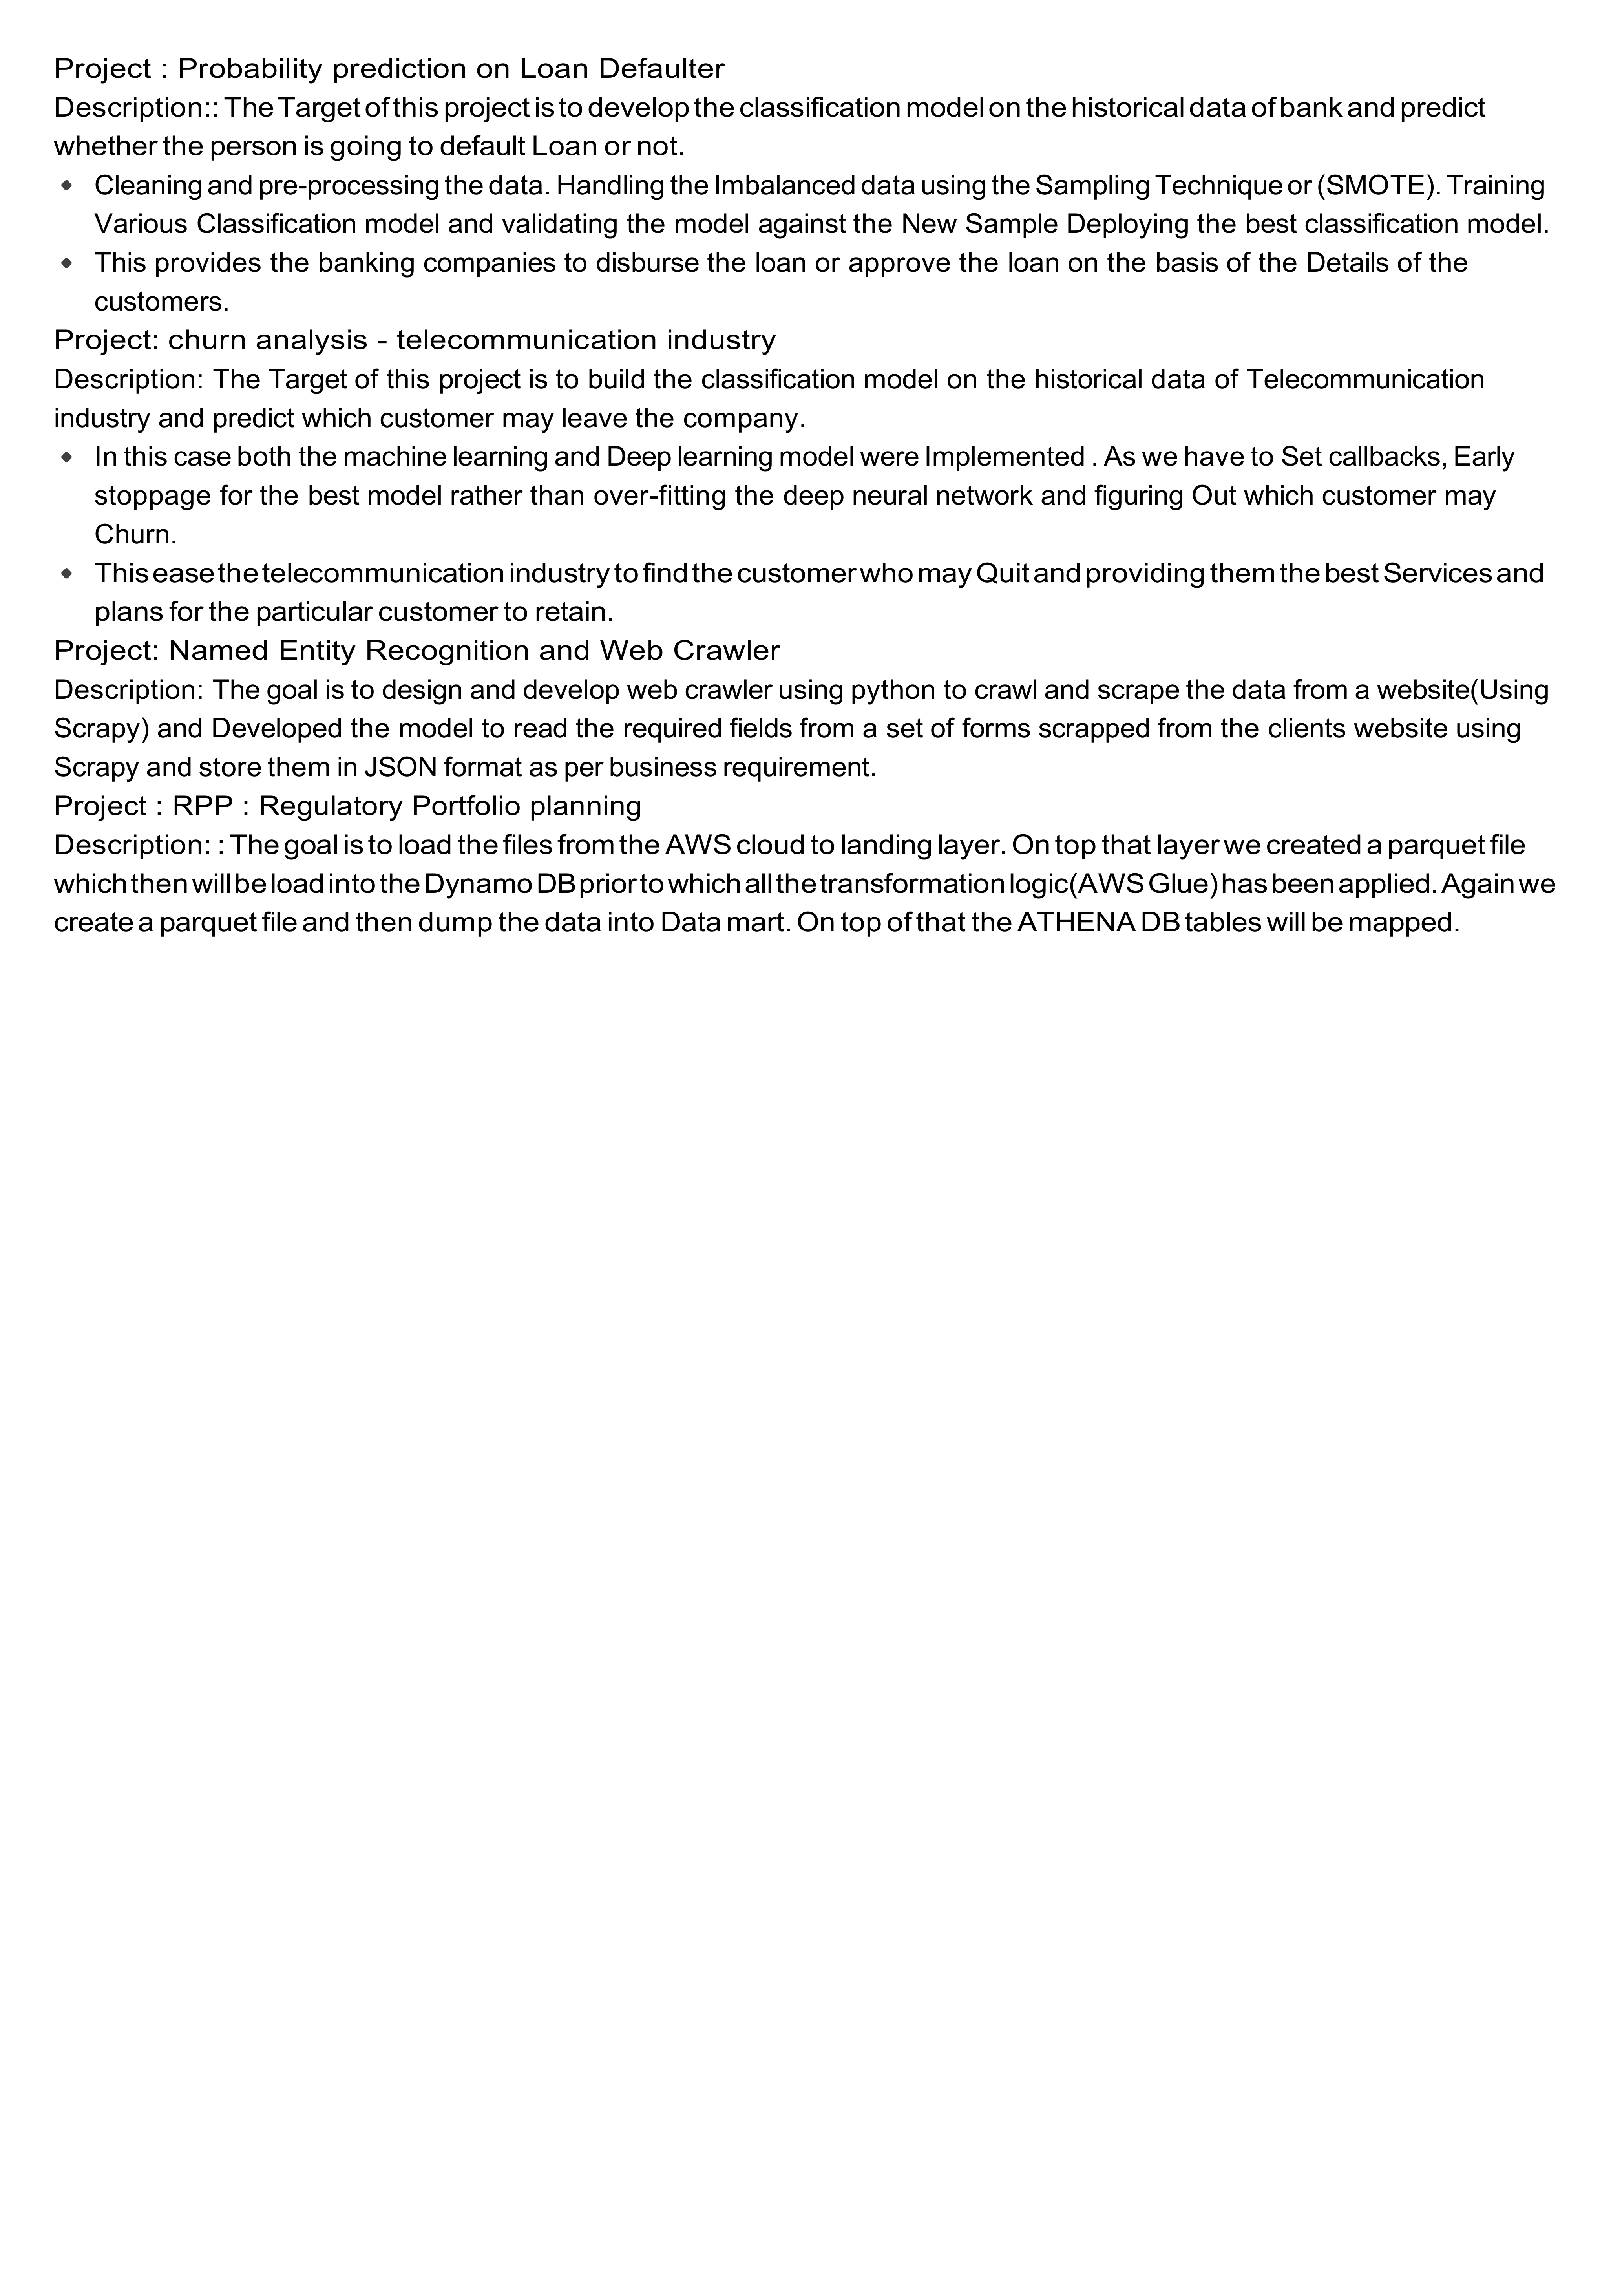 Project : Probability prediction on Loan Defaulter
Description:: The Target of this project is to develop the classification model on the historical data of bank and predict
whether the person is going to default Loan or not.
Cleaning and pre-processing the data. Handling the Imbalanced data using the Sampling Technique or (SMOTE). Training
Various Classification model and validating the model against the New Sample Deploying the best classification model.
This provides the banking companies to disburse the loan or approve the loan on the basis of the Details of the
customers.
Project: churn analysis - telecommunication industry
Description: The Target of this project is to build the classification model on the historical data of Telecommunication
industry and predict which customer may leave the company.
In this case both the machine learning and Deep learning model were Implemented . As we have to Set callbacks, Early
stoppage for the best model rather than over-fitting the deep neural network and figuring Out which customer may
Churn.
This ease the telecommunication industry to find the customer who may Quit and providing them the best Services and
plans for the particular customer to retain.
Project: Named Entity Recognition and Web Crawler
Description: The goal is to design and develop web crawler using python to crawl and scrape the data from a website(Using
Scrapy) and Developed the model to read the required fields from a set of forms scrapped from the clients website using
Scrapy and store them in JSON format as per business requirement.
Project : RPP : Regulatory Portfolio planning
Description: : The goal is to load the files from the AWS cloud to landing layer. On top that layer we created a parquet file
which then will be load into the Dynamo DB prior to which all the transformation logic(AWS Glue) has been applied. Again we
create a parquet file and then dump the data into Data mart. On top of that the ATHENA DB tables will be mapped.